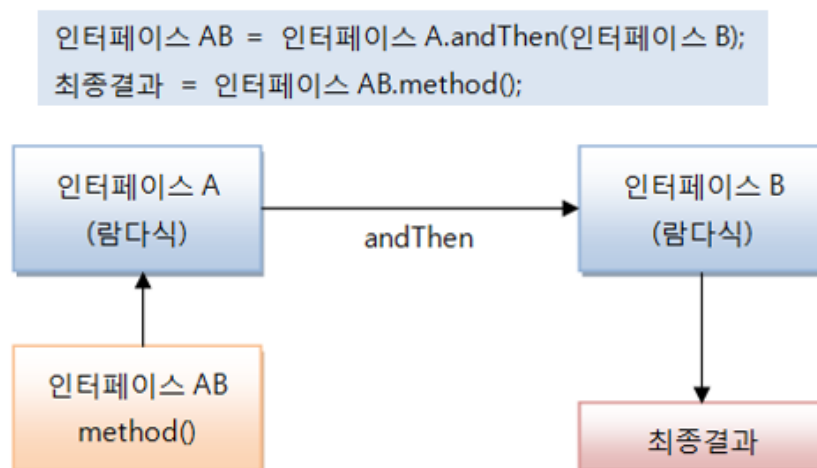 인터페이스 AB = 인터페이스 A.andThen(인터페이스 B);
최종결과 = 인터페이스 AB.method();
인터페이스 A
(람다식)
andThen
인터페이스 B
(람다식)
인터페이스 AB
method()
최종결과